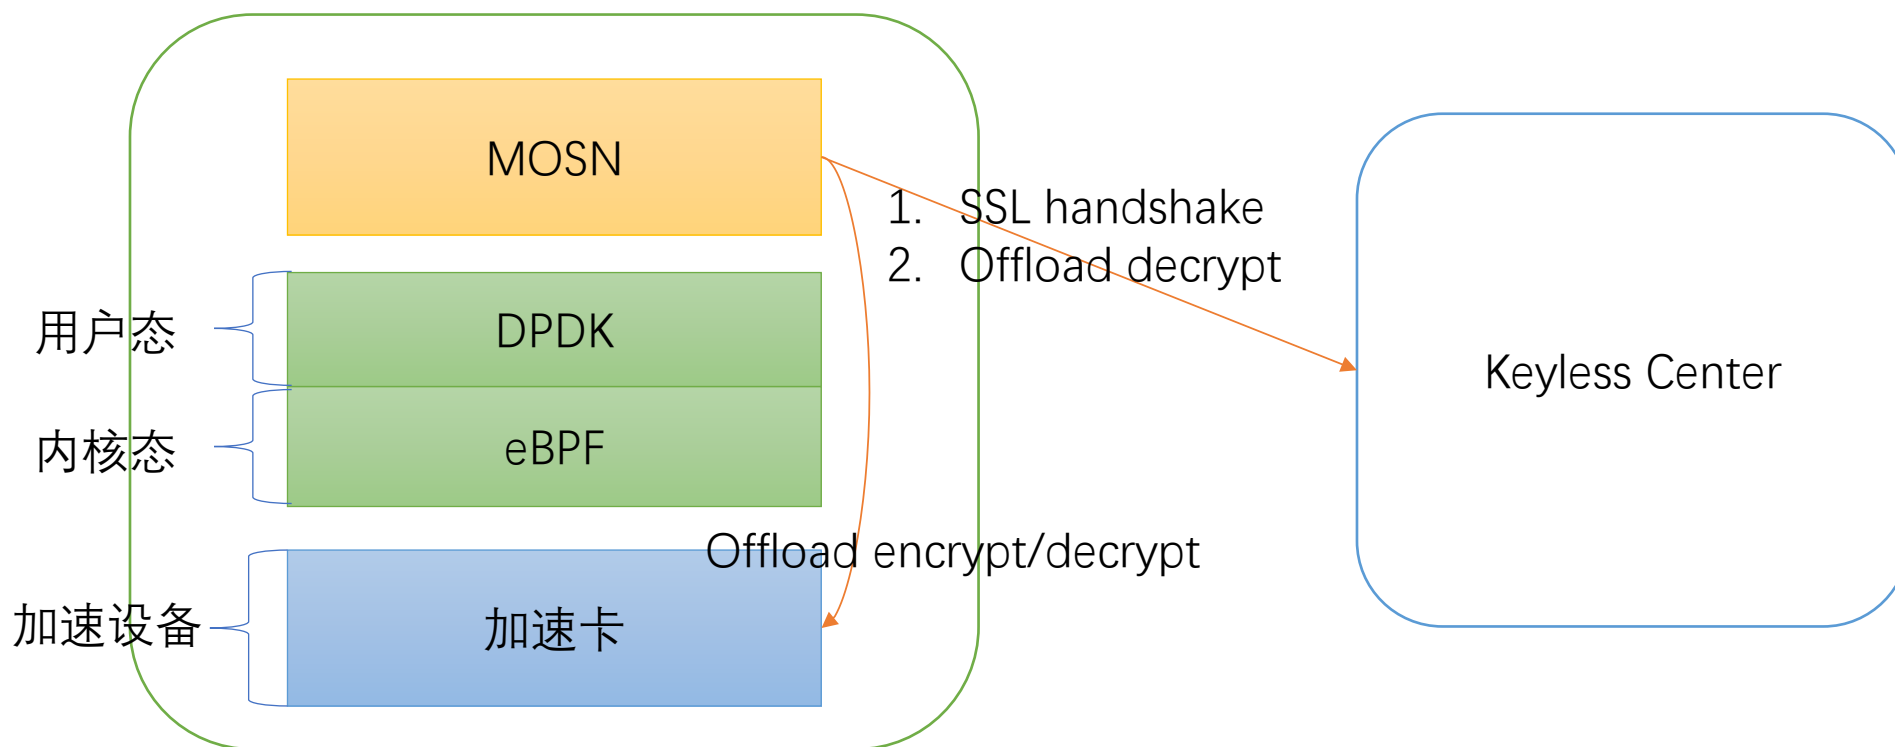 MOSN
1. SSL handshake
2. Offload decrypt
用户态
DPDK
Keyless Center
内核态
eBPF
Offload encrypt/decrypt
加速设备
加速卡